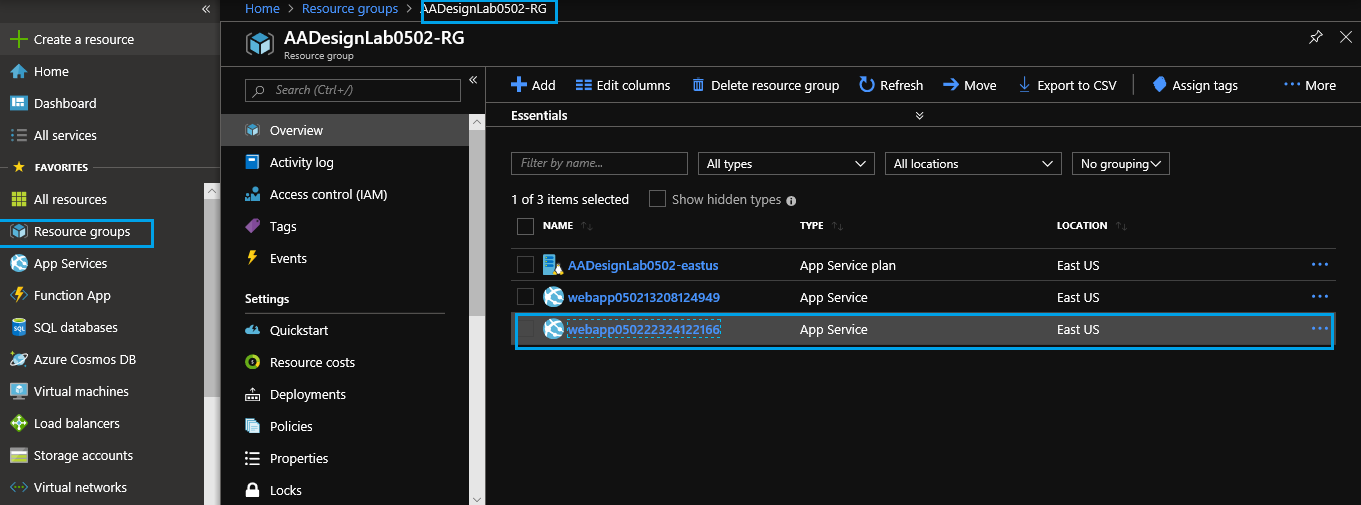 «
Create a resource
Home
Dashboard
All services
FAVORITES
All resources
Resource groups
App Services
Function App
SQL databases
Azure Cosmos DB
Virtual machines
Load balancers
Storage accounts
Virtual networks
Home > Resource groups > AADesignLab0502-RG
AADesignLab0502-RG
Resource group
Search (Ctrl+/)
«
Overview
Activity log
Access control (IAM)
Tags
Events
Settings
Quickstart
Resource costs
Deployments
Policies
Properties
Locks
Add Edit columns Delete resource group Refresh Move Export to CSV Assign tags ··· More
Essentials
Filter by name... All types All locations No grouping
1 of 3 items selected Show hidden types
NAME TYPE LOCATION
AADesignLab0502-eastus App Service plan East US ···
webapp050213208124949 App Service East US ···
webapp050222324122166 App Service East US ···